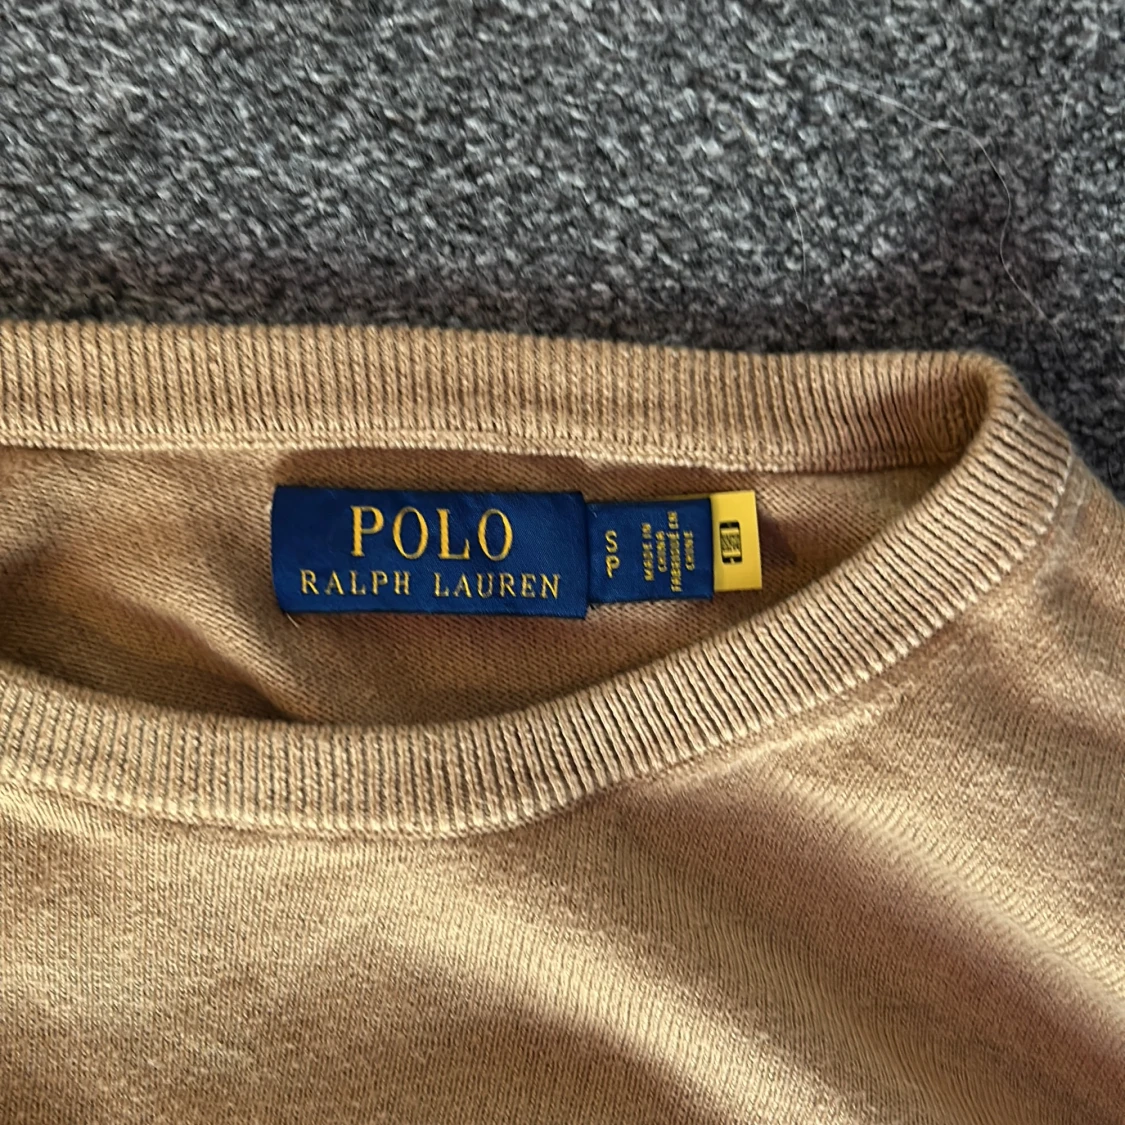 POLO
RALPH LAUREN
S
P
MADE IN
CHINA
FABRIQUÉ EN
CHINE